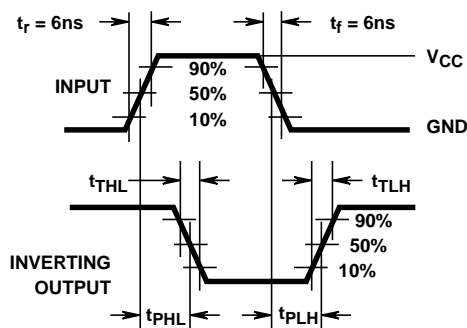 tr = 6ns
tf = 6ns
VCC
90%
INPUT
50%
10%
GND
tTHL
tTLH
90%
50%
INVERTING
OUTPUT
10%
tPHL
tPLH